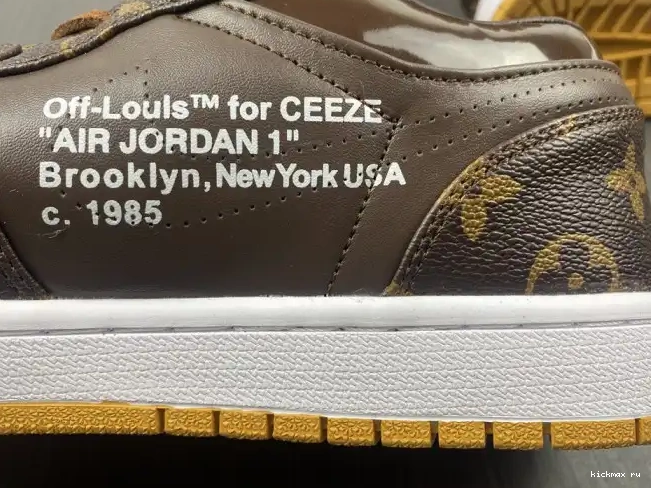 Off-Louis™ for CEEZE
"AIR JORDAN 1"
Brooklyn, New York USA
c. 1985
kickmax ru